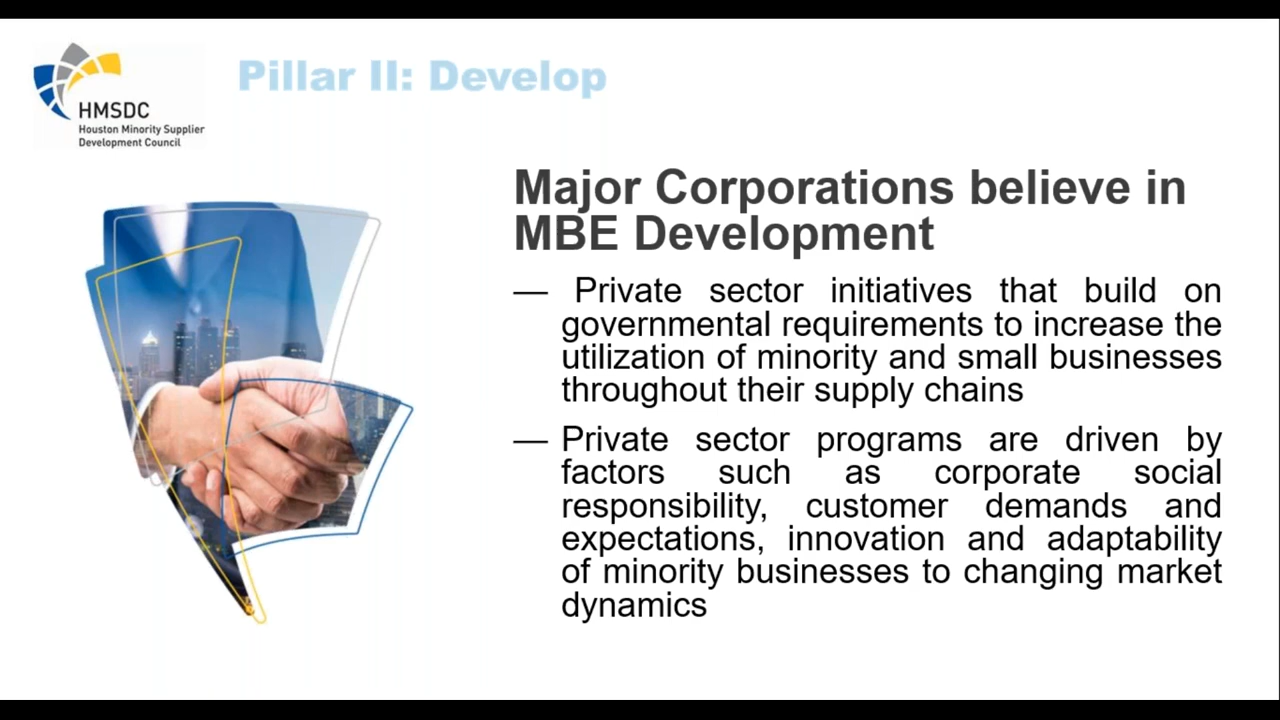 Pillar II: Develop
HMSDC
Houston Minority Supplier
Development Council
Major Corporations believe in
MBE Development
— Private sector initiatives that build on
governmental requirements to increase the
utilization of minority and small businesses
throughout their supply chains
— Private sector programs are driven by
factors such as corporate social
responsibility, customer demands and
expectations, innovation and adaptability
of minority businesses to changing market
dynamics